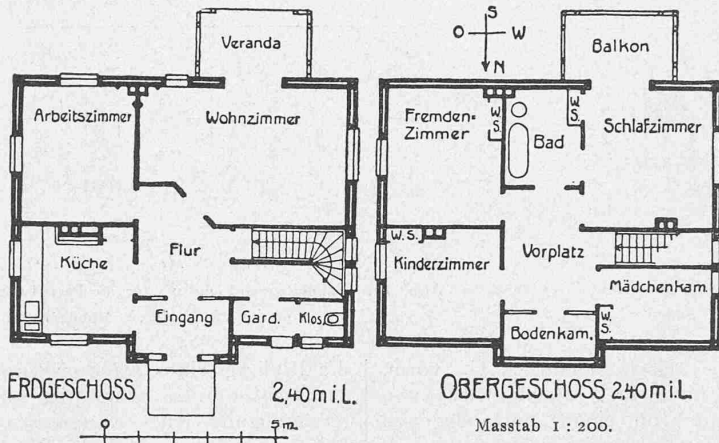 Veranda
Arbeitszimmer
Wohnzimmer
Küche
Flur
Eingang
Gard.
Klos.
ERDGESCHOSS 2,40 m i. L.
0 5 m.
S
O W
N
Balkon
Fremden=
Zimmer
W.
S.
Bad
W.
S.
Schlafzimmer
W.S.
Kinderzimmer
Vorplatz
Mädchenkam.
Bodenkam.
W.
S.
OBERGESCHOSS 2,40 m i. L.
Masstab 1 : 200.